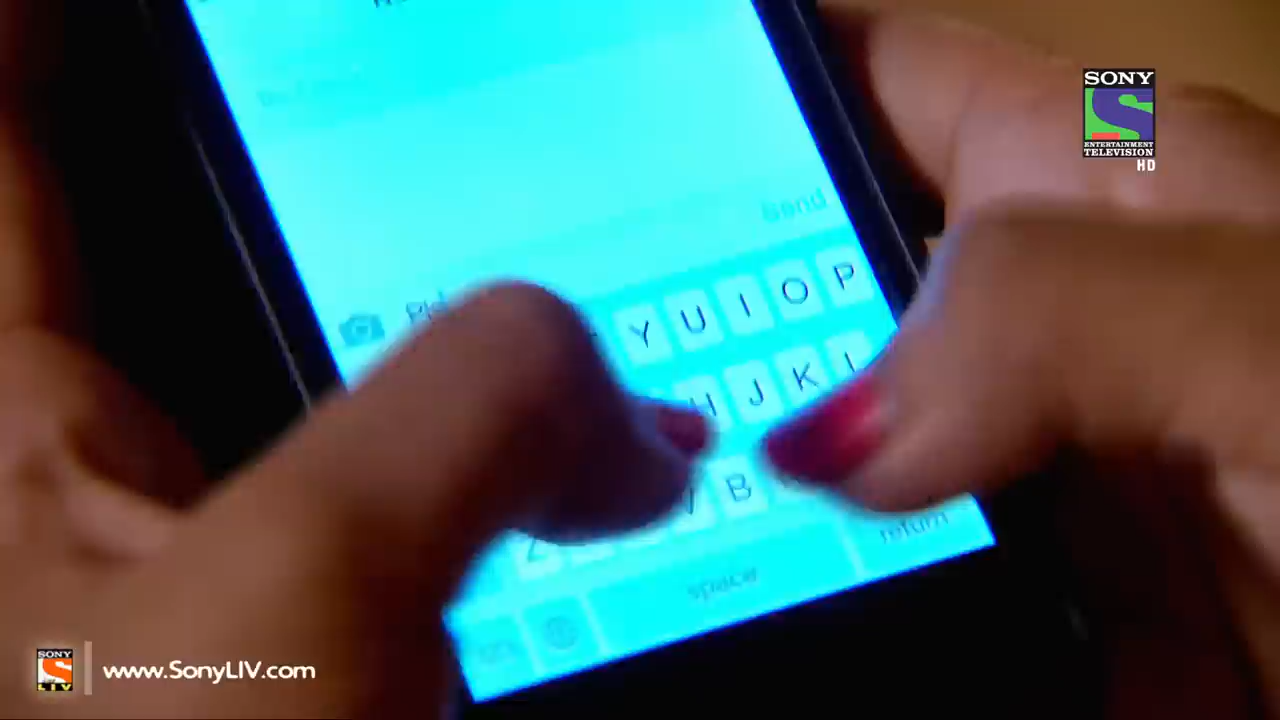 SONY
ENTERTAINMENT
TELEVISION
HD
Send
Y U I O P
H J K L
Z V B
space
return
SONY
LIV
www.SonyLIV.com